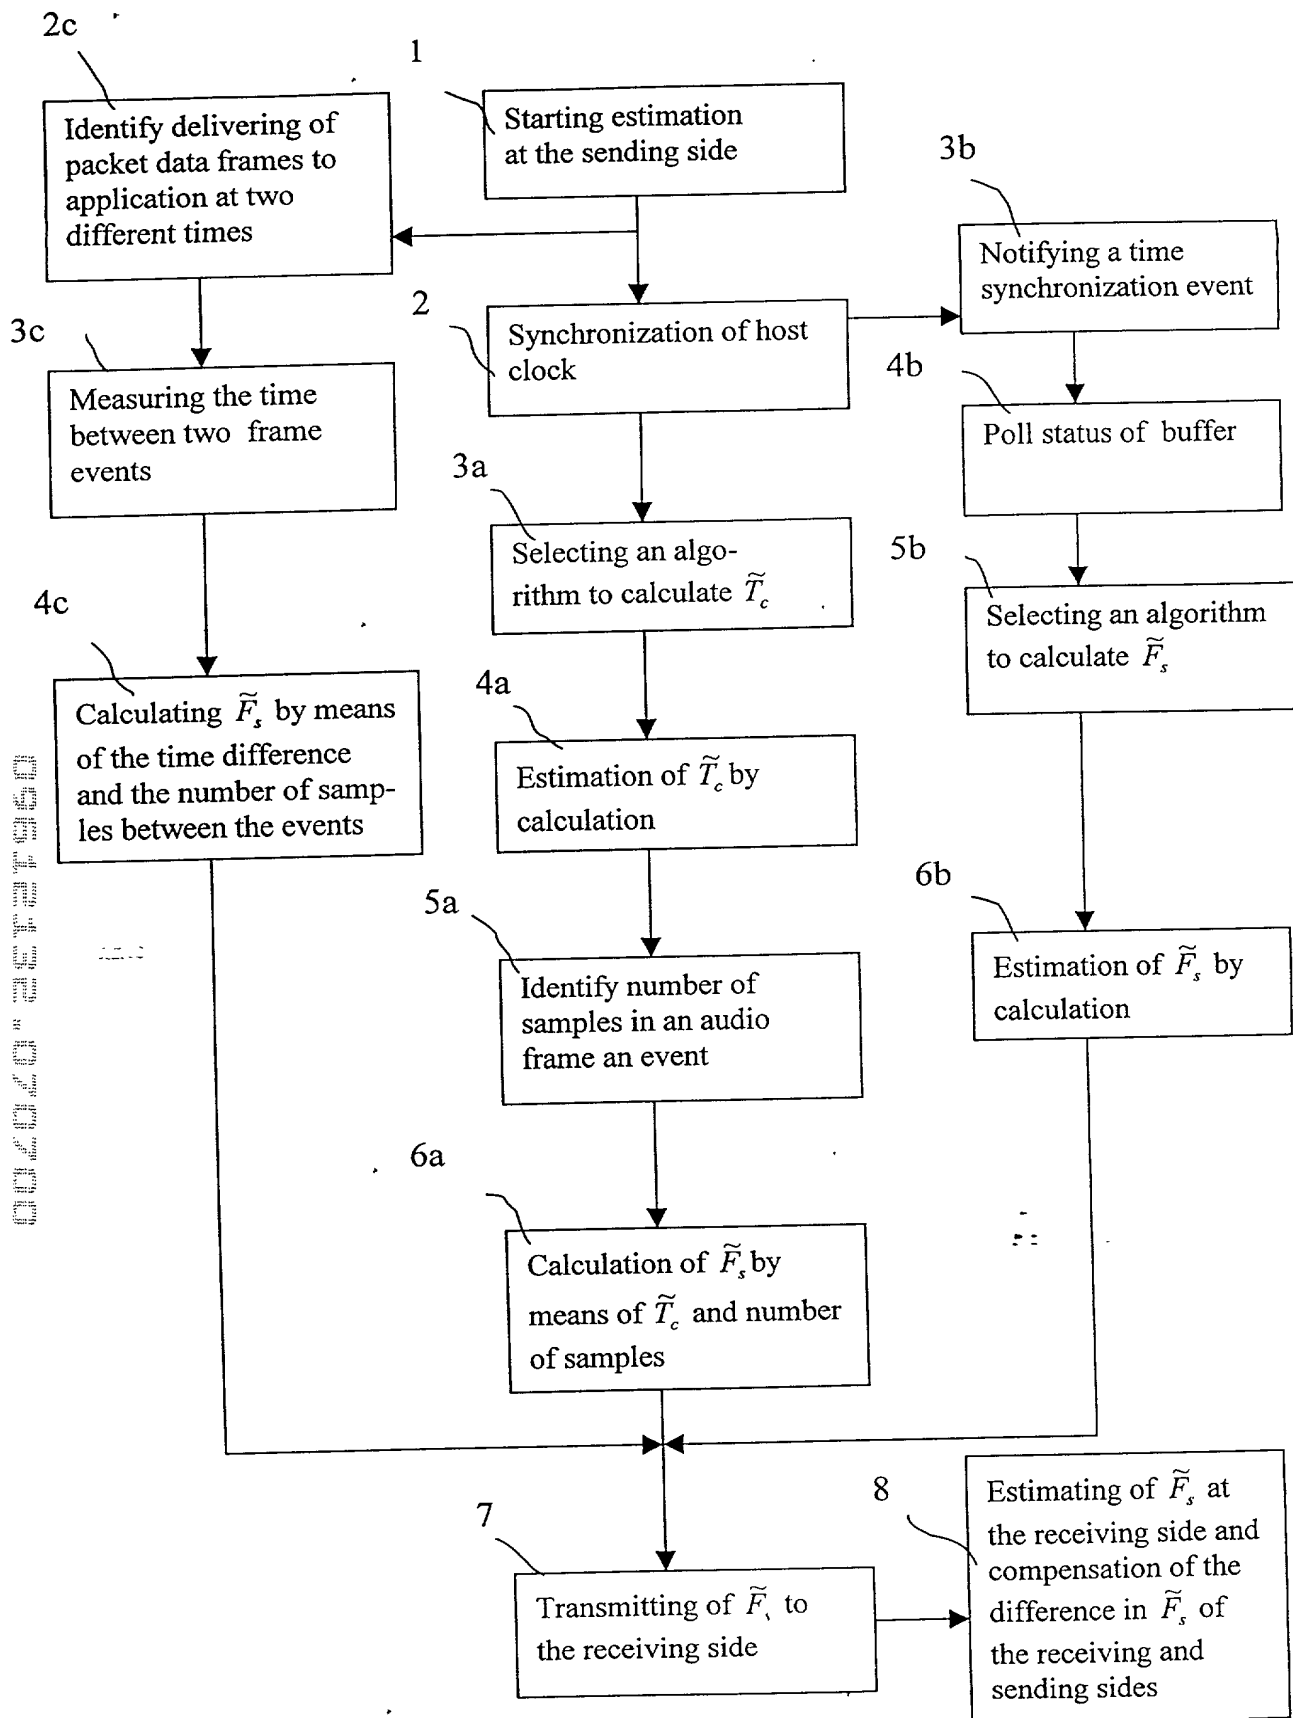 2c
1
Identify delivering of
packet data frames to
application at two
different times
Starting estimation
at the sending side
3b
Notifying a time
synchronization event
2
Synchronization of host
clock
3c
Measuring the time
between two frame
events
4b
Poll status of buffer
3a
Selecting an algo-
rithm to calculate T̃c
5b
Selecting an algorithm
to calculate F̃s
4c
Calculating F̃s by means
of the time difference
and the number of samp-
les between the events
4a
Estimation of T̃c by
calculation
5a
Identify number of
samples in an audio
frame an event
6b
Estimation of F̃s by
calculation
6a
Calculation of F̃s by
means of T̃c and number
of samples
7
Transmitting of F̃s to
the receiving side
8
Estimating of F̃s at
the receiving side and
compensation of the
difference in F̃s of
the receiving and
sending sides